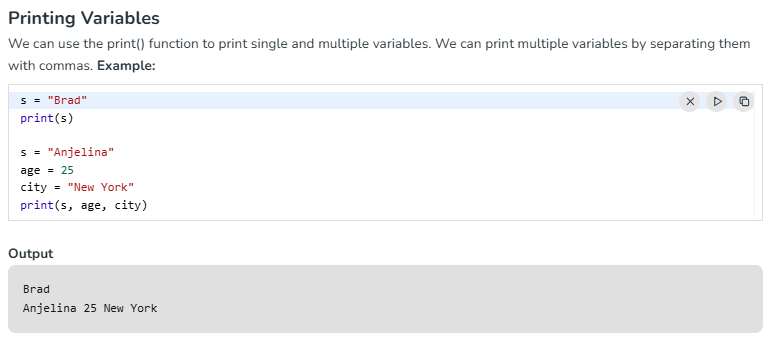 Printing Variables
We can use the print() function to print single and multiple variables. We can print multiple variables by separating them
with commas. Example:
s = "Brad"
print(s)
s = "Anjelina"
age = 25
city = "New York"
print(s, age, city)
Output
Brad
Anjelina 25 New York